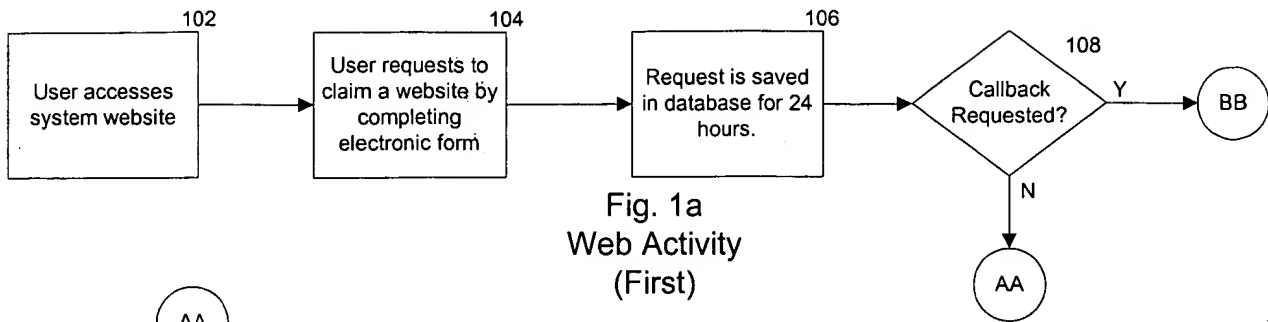 102
User accesses
system website
104
User requests to
claim a website by
completing
electronic form
106
Request is saved
in database for 24
hours.
108
Callback
Requested?
Y
BB
N
AA
Fig. 1a
Web Activity
(First)
AA